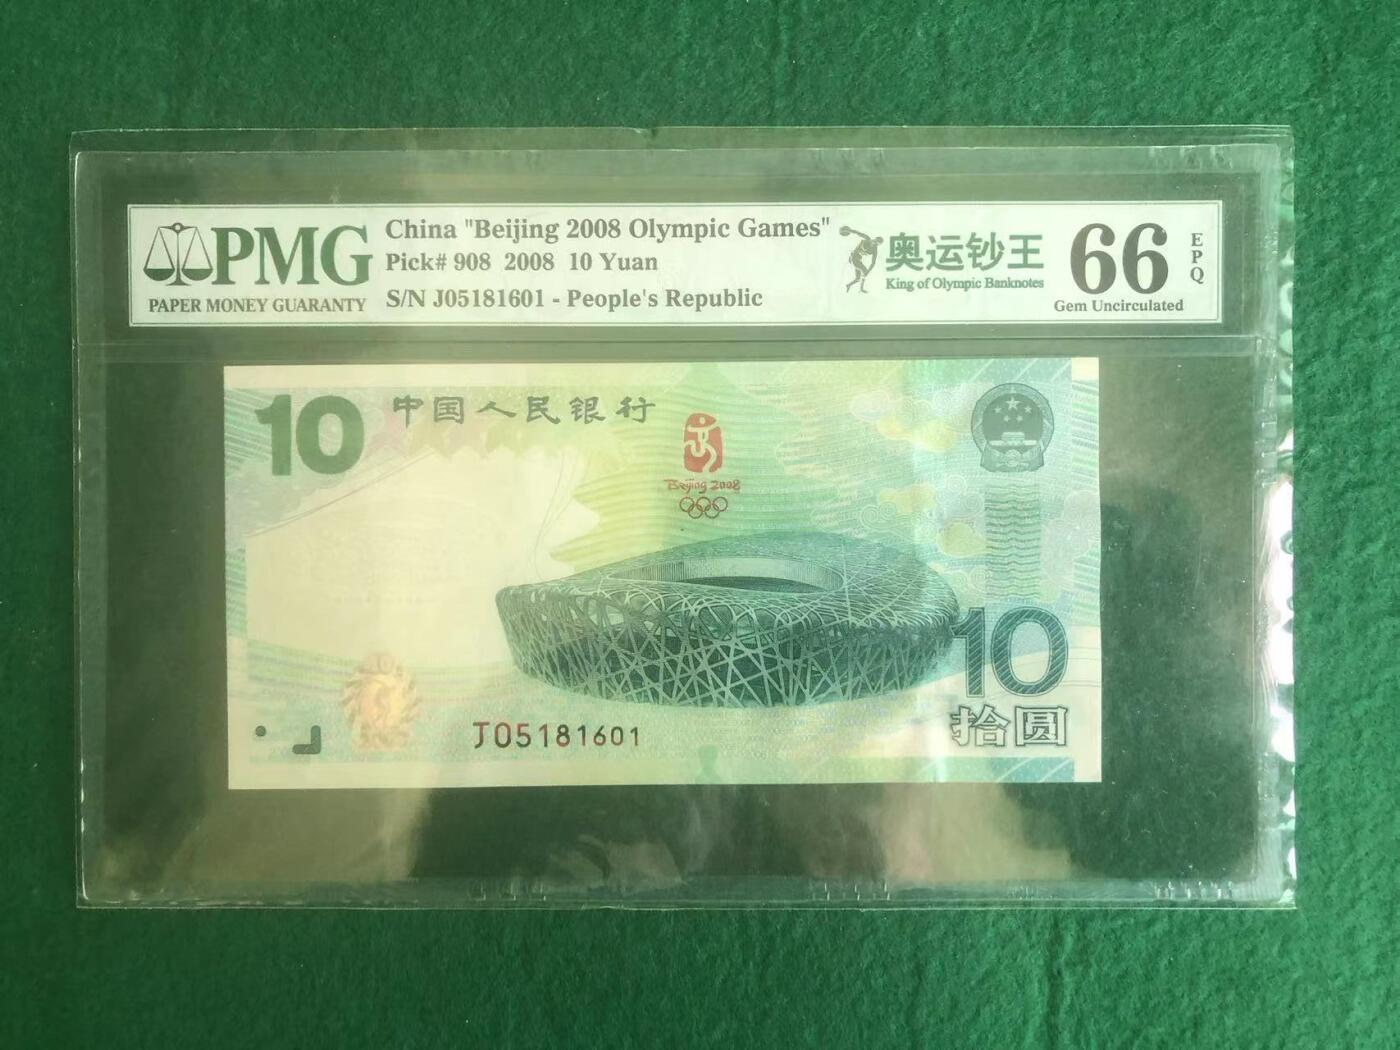 PMG
PAPER MONEY GUARANTY
China "Beijing 2008 Olympic Games"
Pick# 908 2008 10 Yuan
S/N J05181601 - People's Republic
奥运钞王
King of Olympic Banknotes
66
EPQ
Gem Uncirculated
10
中国人民银行
Beijing 2008
10
拾圆
J05181601